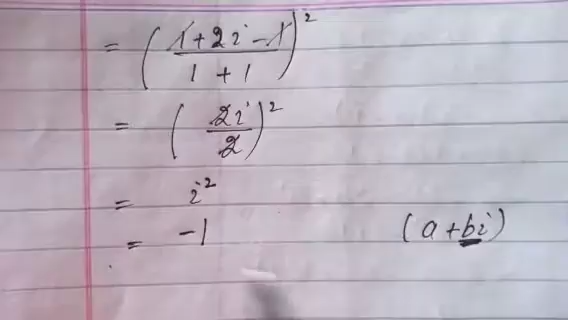 = (1+2i-1 / 1+1)²
= (2i / 2)²
= i²
= -1 (a+bi)